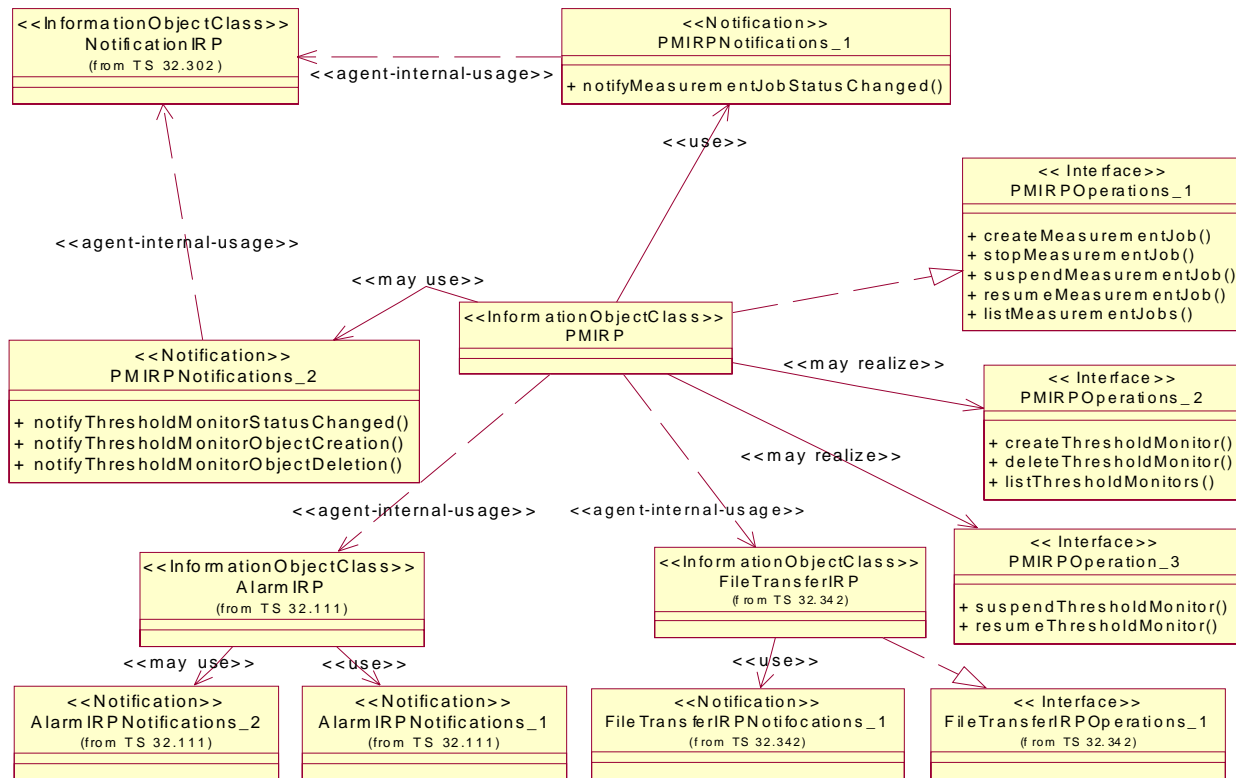 <<InformationObjectClass>>
NotificationIRP
(from TS 32.302)
<<Notification>>
PMIRPNotifications_1
+ notifyMeasurementJobStatusChanged()
<<agent-internal-usage>>
<<use>>
<< Interface>>
PMIRPOperations_1
+ createMeasurementJob()
+ stopMeasurementJob()
+ suspendMeasurementJob()
+ resumeMeasurementJob()
+ listMeasurementJobs()
<<agent-internal-usage>>
<<may use>>
<<InformationObjectClass>>
PMIRP
<<Notification>>
PMIRPNotifications_2
+ notifyThresholdMonitorStatusChanged()
+ notifyThresholdMonitorObjectCreation()
+ notifyThresholdMonitorObjectDeletion()
<<may realize>>
<< Interface>>
PMIRPOperations_2
+ createThresholdMonitor()
+ deleteThresholdMonitor()
+ listThresholdMonitors()
<<may realize>>
<<agent-internal-usage>>
<<agent-internal-usage>>
<< Interface>>
PMIRPOperation_3
+ suspendThresholdMonitor()
+ resumeThresholdMonitor()
<<InformationObjectClass>>
AlarmIRP
(from TS 32.111)
<<InformationObjectClass>>
FileTransferIRP
(from TS 32.342)
<<may use>>
<<use>>
<<use>>
<<Notification>>
AlarmIRPNotifications_2
(from TS 32.111)
<<Notification>>
AlarmIRPNotifications_1
(from TS 32.111)
<<Notification>>
FileTransferIRPNotifocations_1
(from TS 32.342)
<< Interface>>
FileTransferIRPOperations_1
(from TS 32.342)